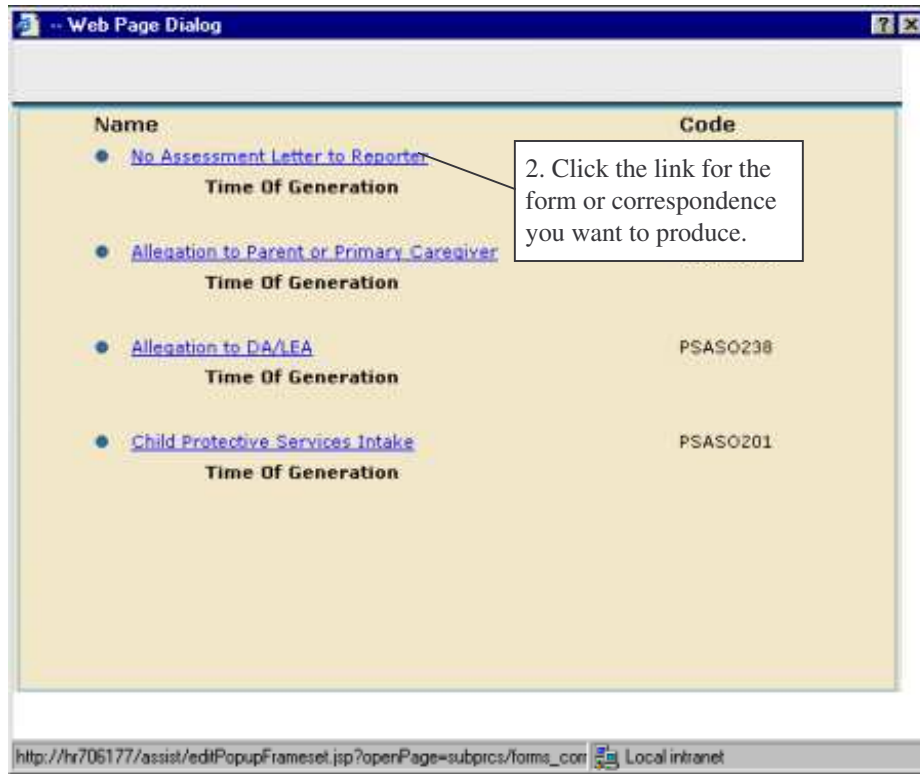 -- Web Page Dialog
Name Code
No Assessment Letter to Reporter
Time Of Generation
2. Click the link for the
form or correspondence
you want to produce.
Allegation to Parent or Primary Caregiver
Time Of Generation
Allegation to DA/LEA PSASO238
Time Of Generation
Child Protective Services Intake PSASO201
Time Of Generation
http://hr706177/assist/editPopupFrameset.jsp?openPage=subprcs/forms_corr Local intranet